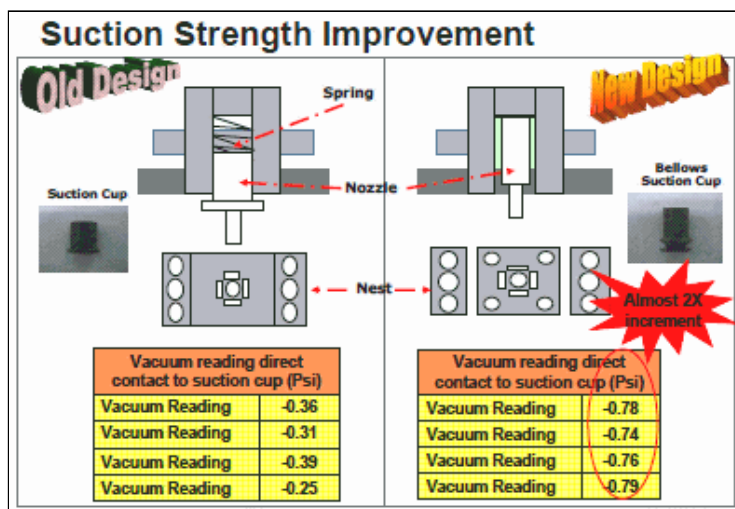 Suction Strength Improvement
Old Design
Spring
Nozzle
Suction Cup
Nest
Vacuum reading direct
contact to suction cup (Psi)
Vacuum Reading -0.36
Vacuum Reading -0.31
Vacuum Reading -0.39
Vacuum Reading -0.25
New Design
Bellows
Suction Cup
Almost 2X
increment
Vacuum reading direct
contact to suction cup (Psi)
Vacuum Reading -0.78
Vacuum Reading -0.74
Vacuum Reading -0.76
Vacuum Reading -0.79